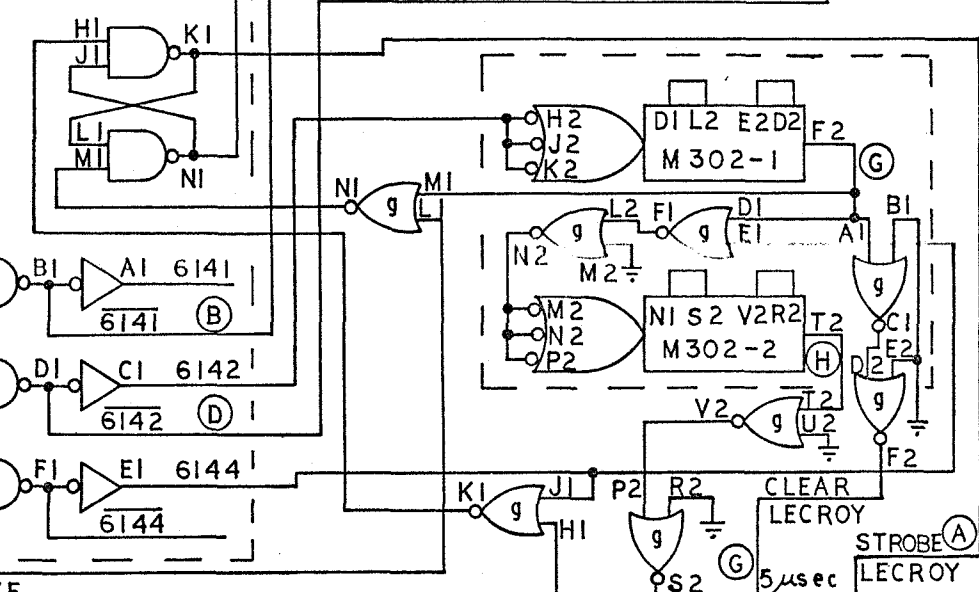 H1
K1
J1
L1
M1
N1
H2
J2
K2
D1 L2 E2 D2
M302-1
F2
G
N1
M1
L
g
B1
A1
L2
F1
D1
E1
g
g
N2
M2
g
C1
B1 A1 6141
6141
B
M2
N2
P2
N1 S2 V2 R2
M302-2
T2
H
E2
D2
g
D1 C1 6142
6142
D
V2
T2
U2
g
F2
F1 E1 6144
6144
K1
J1
H1
g
P2
R2
g
S2
G
CLEAR
LECROY
5 μsec
STROBE A
LECROY